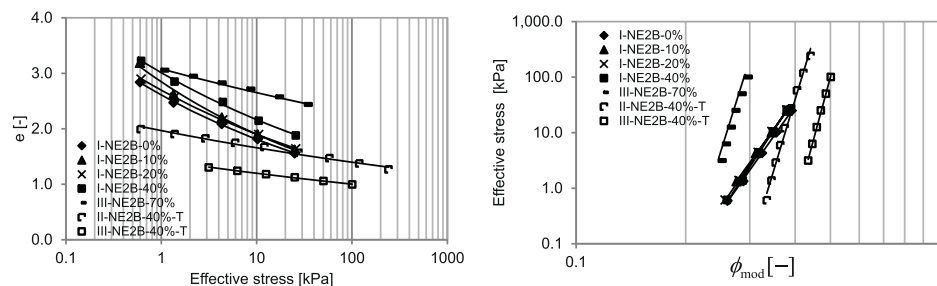 4.0
3.0
2.0
1.0
0.0
e [-]
I-NE2B-0%
I-NE2B-10%
I-NE2B-20%
I-NE2B-40%
III-NE2B-70%
II-NE2B-40%-T
III-NE2B-40%-T
0.1 1 10 100 1000
Effective stress [kPa]
1,000.0
100.0
10.0
1.0
0.1
Effective stress [kPa]
I-NE2B-0%
I-NE2B-10%
I-NE2B-20%
I-NE2B-40%
III-NE2B-70%
II-NE2B-40%-T
III-NE2B-40%-T
0.1
ϕmod [−]